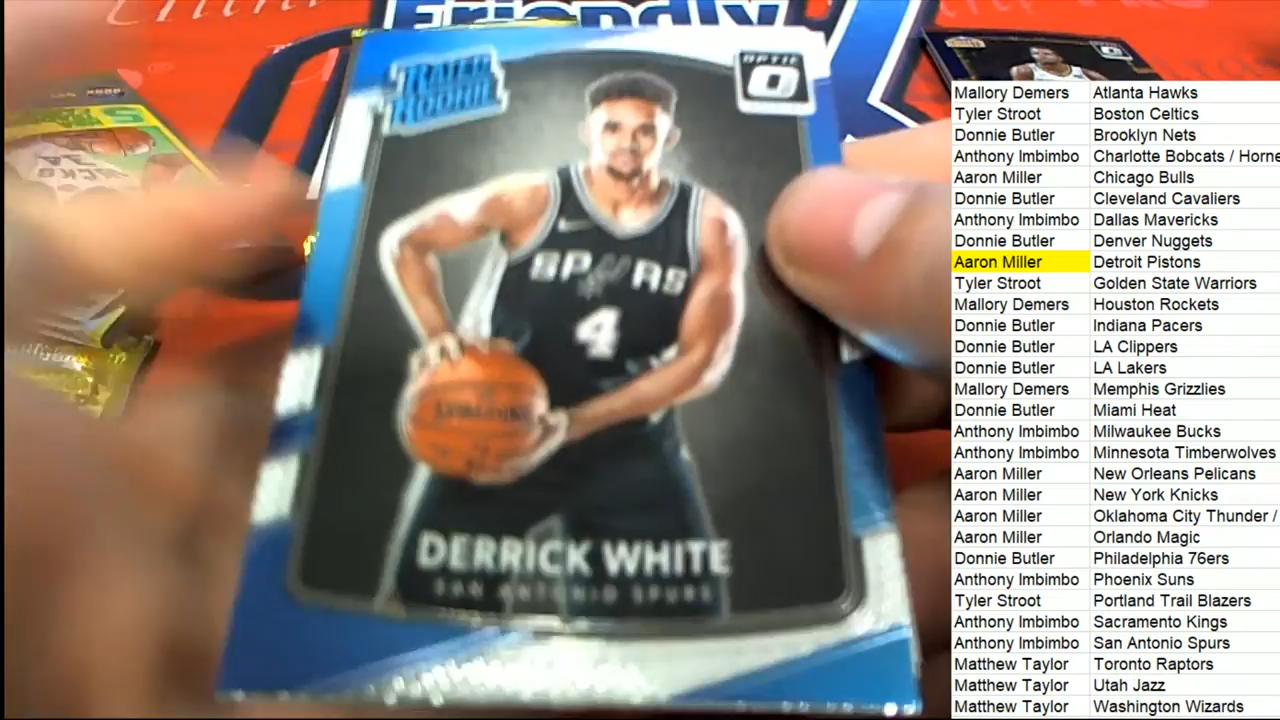 Friendly
RATED ROOKIE
OPTIC
SPURS
4
SPALDING
DERRICK WHITE
SAN ANTONIO SPURS
Mallory Demers Atlanta Hawks
Tyler Stroot Boston Celtics
Donnie Butler Brooklyn Nets
Anthony Imbimbo Charlotte Bobcats / Horne
Aaron Miller Chicago Bulls
Donnie Butler Cleveland Cavaliers
Anthony Imbimbo Dallas Mavericks
Donnie Butler Denver Nuggets
Aaron Miller Detroit Pistons
Tyler Stroot Golden State Warriors
Mallory Demers Houston Rockets
Donnie Butler Indiana Pacers
Donnie Butler LA Clippers
Donnie Butler LA Lakers
Mallory Demers Memphis Grizzlies
Donnie Butler Miami Heat
Anthony Imbimbo Milwaukee Bucks
Anthony Imbimbo Minnesota Timberwolves
Aaron Miller New Orleans Pelicans
Aaron Miller New York Knicks
Aaron Miller Oklahoma City Thunder /
Aaron Miller Orlando Magic
Donnie Butler Philadelphia 76ers
Anthony Imbimbo Phoenix Suns
Tyler Stroot Portland Trail Blazers
Anthony Imbimbo Sacramento Kings
Anthony Imbimbo San Antonio Spurs
Matthew Taylor Toronto Raptors
Matthew Taylor Utah Jazz
Matthew Taylor Washington Wizards